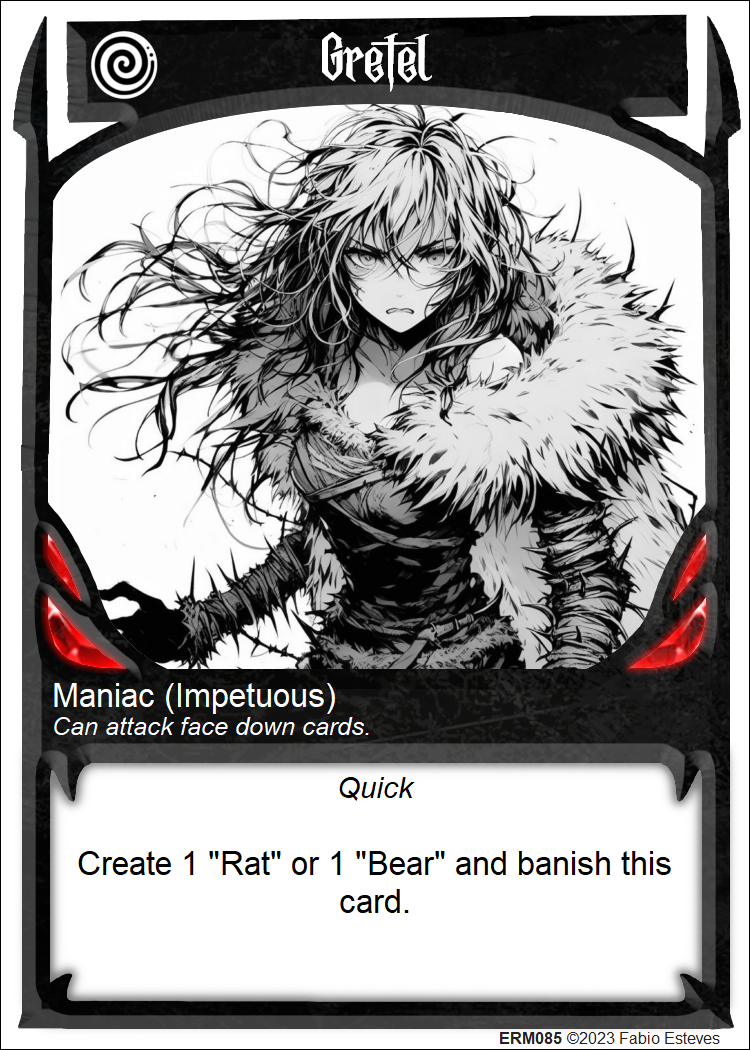 Gretel
Maniac (Impetuous)
Can attack face down cards.
Quick
Create 1 "Rat" or 1 "Bear" and banish this
card.
ERM085 ©2023 Fabio Esteves